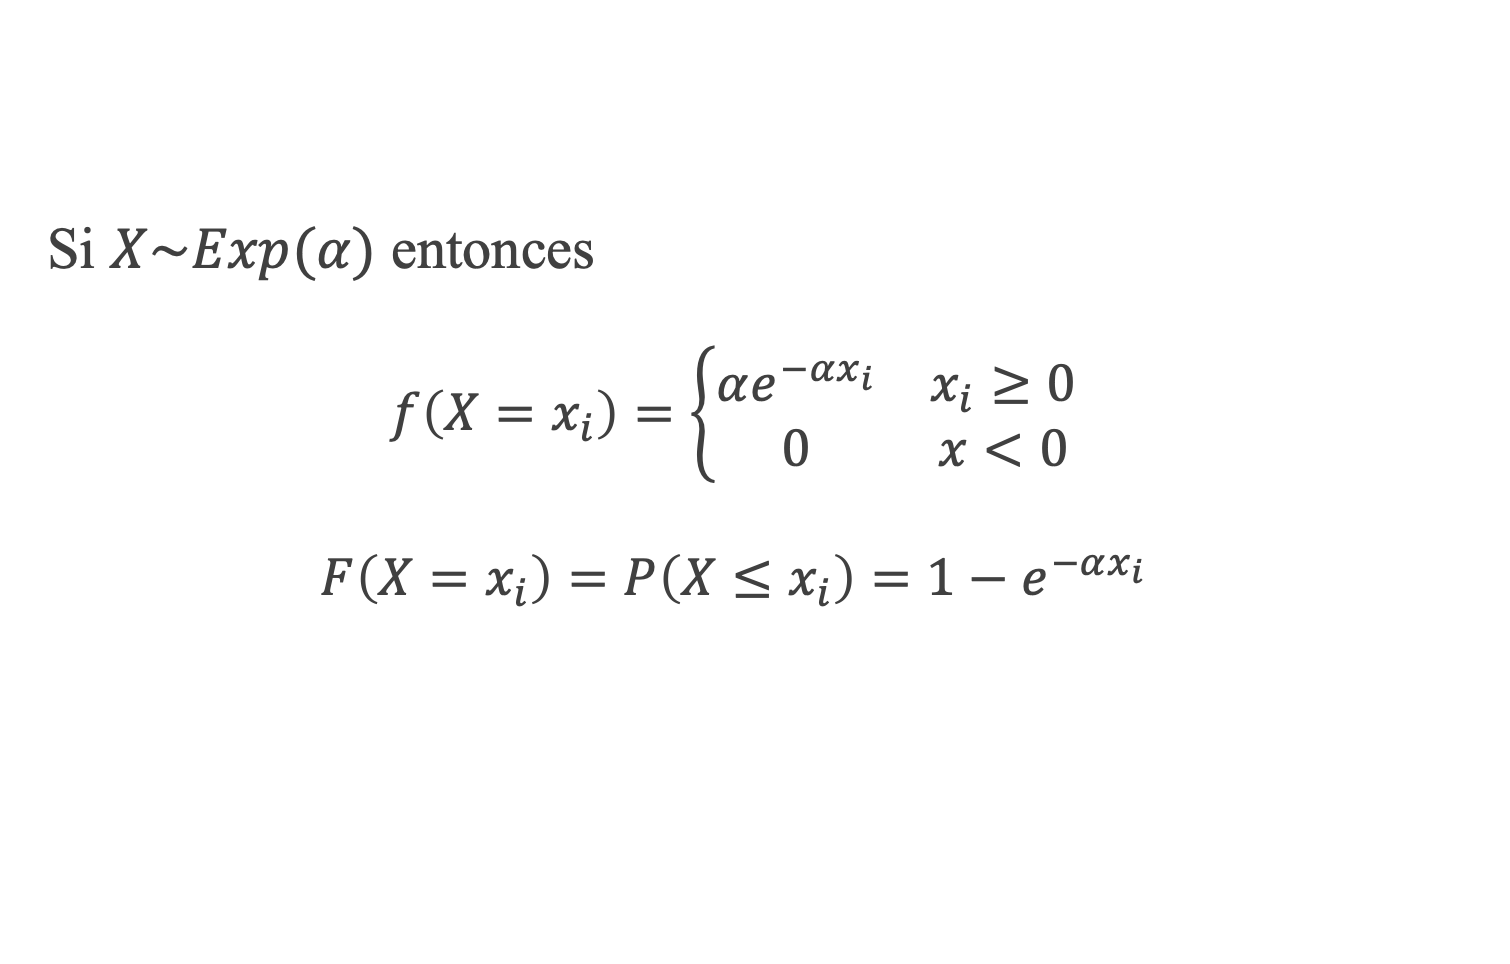 Si X~Exp(α) entonces
f(X = xᵢ) = { αe^{−αxᵢ} xᵢ ≥ 0
0 x < 0
F(X = xᵢ) = P(X ≤ xᵢ) = 1 − e^{−αxᵢ}